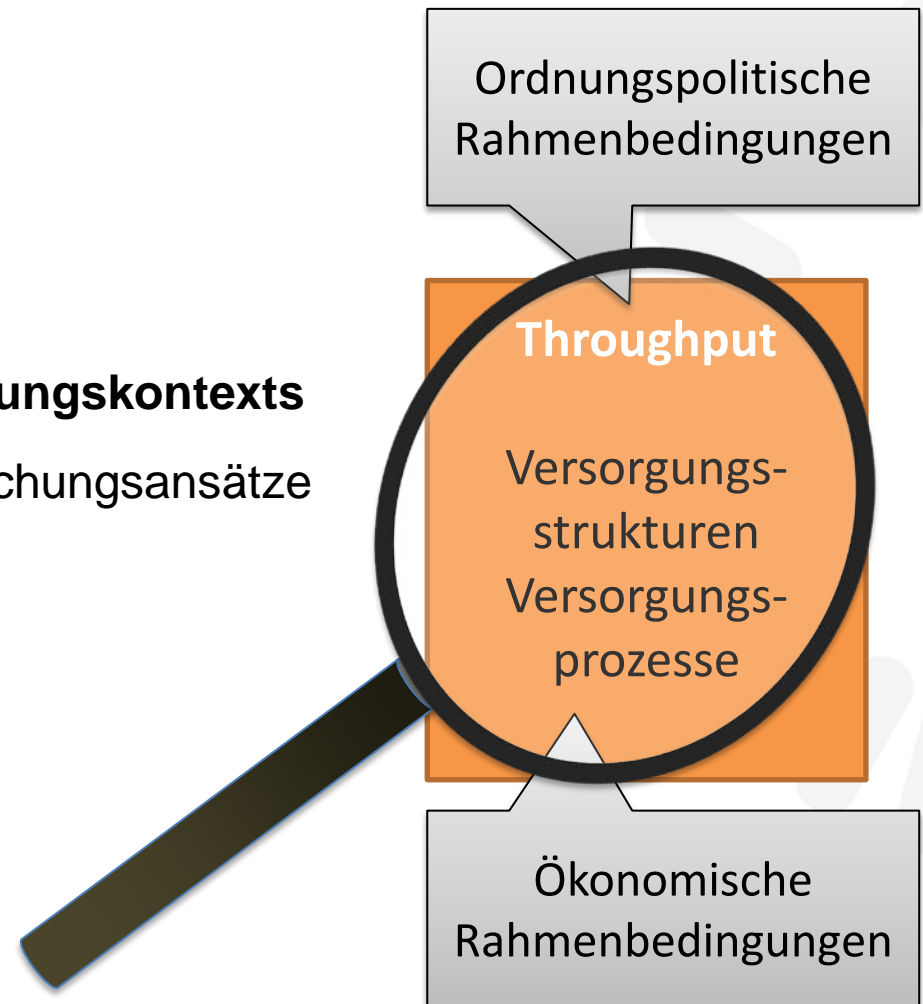 Ordnungspolitische
Rahmenbedingungen
Throughput
ungskontexts
chungsansätze
Versorgungs-
strukturen
Versorgungs-
prozesse
Ökonomische
Rahmenbedingungen